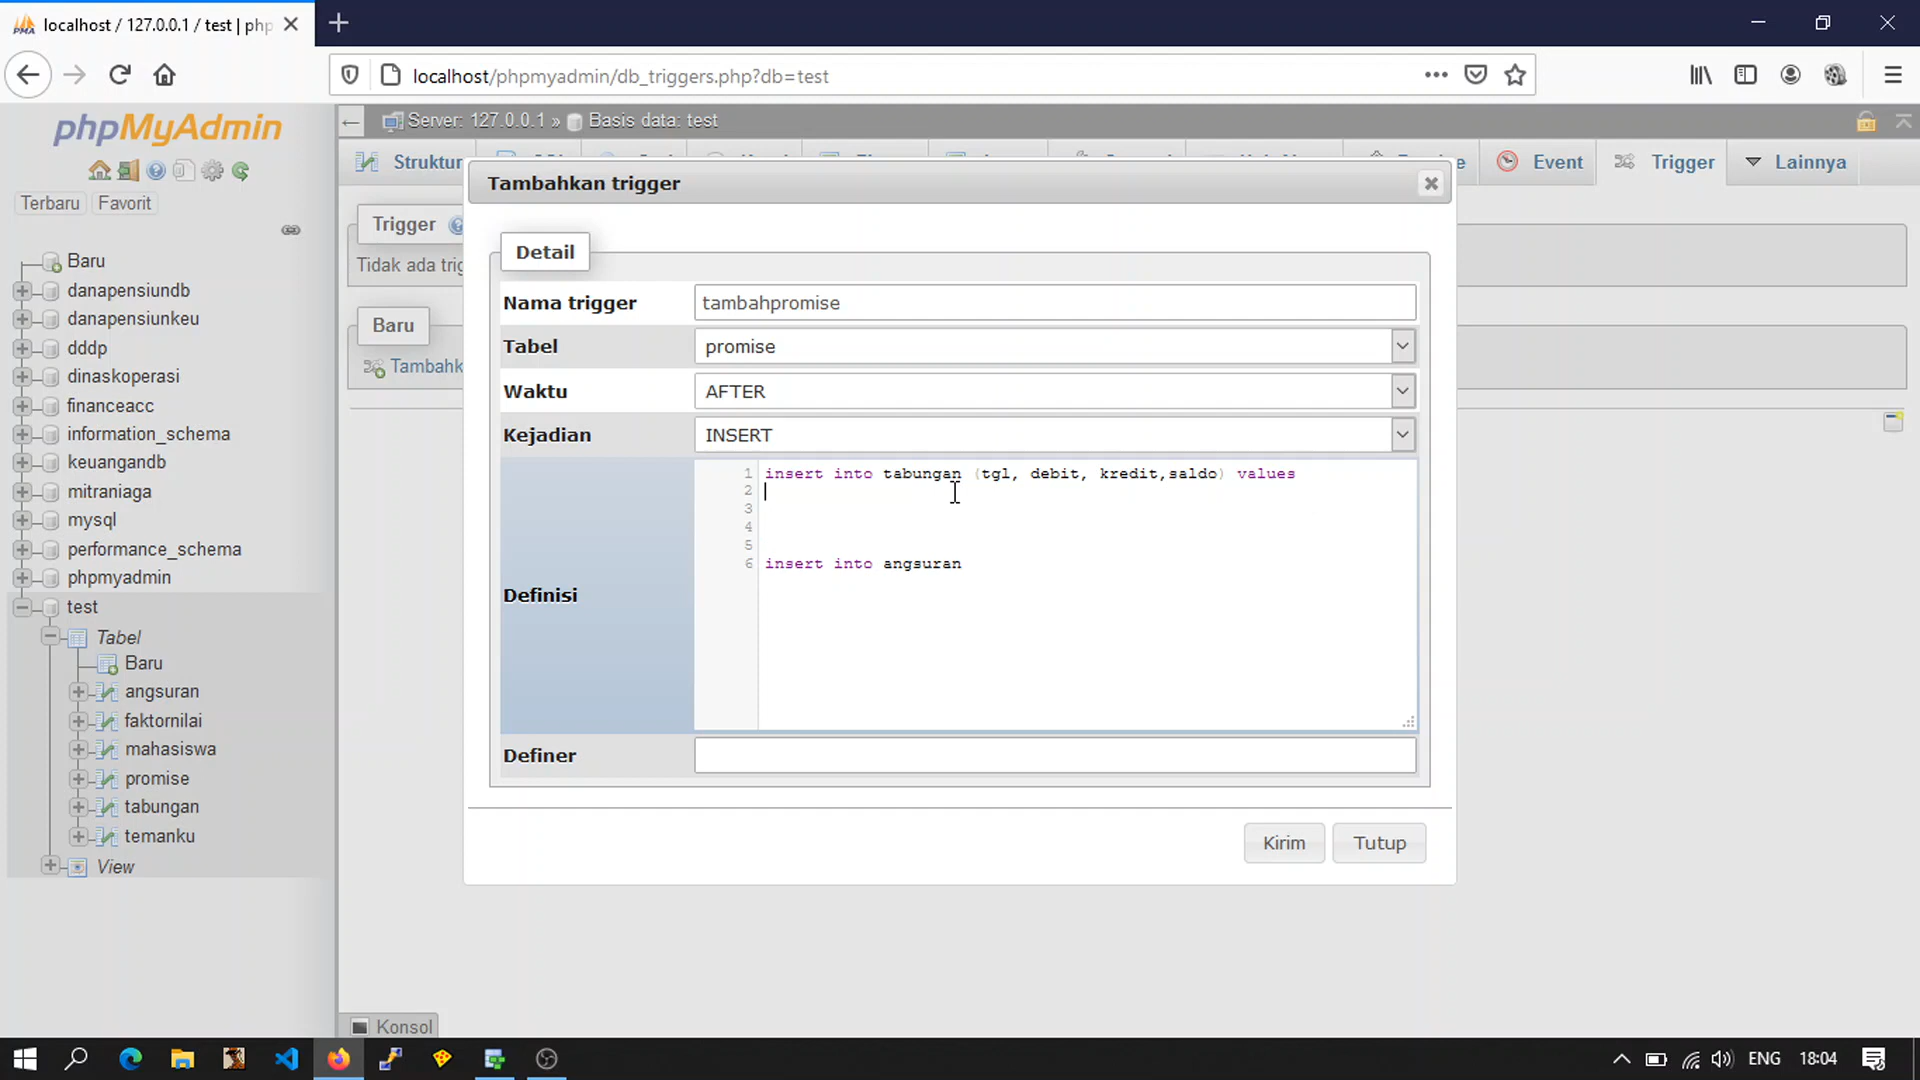 localhost / 127.0.0.1 / test | php
localhost/phpmyadmin/db_triggers.php?db=test
phpMyAdmin
Terbaru
Favorit
Baru
danapensiundb
danapensiunkeu
dddp
dinaskoperasi
financeacc
information_schema
keuangandb
mitraniaga
mysql
performance_schema
phpmyadmin
test
Tabel
Baru
angsuran
faktornilai
mahasiswa
promise
tabungan
temanku
View
Server: 127.0.0.1 » Basis data: test
Struktur
Event
Trigger
Lainnya
Trigger
Tidak ada trig
Baru
Tambahk
Tambahkan trigger
Detail
Nama trigger
tambahpromise
Tabel
promise
Waktu
AFTER
Kejadian
INSERT
Definisi
1 insert into tabungan (tgl, debit, kredit,saldo) values
2
3
4
5
6 insert into angsuran
Definer
Kirim
Tutup
Konsol
ENG
18:04